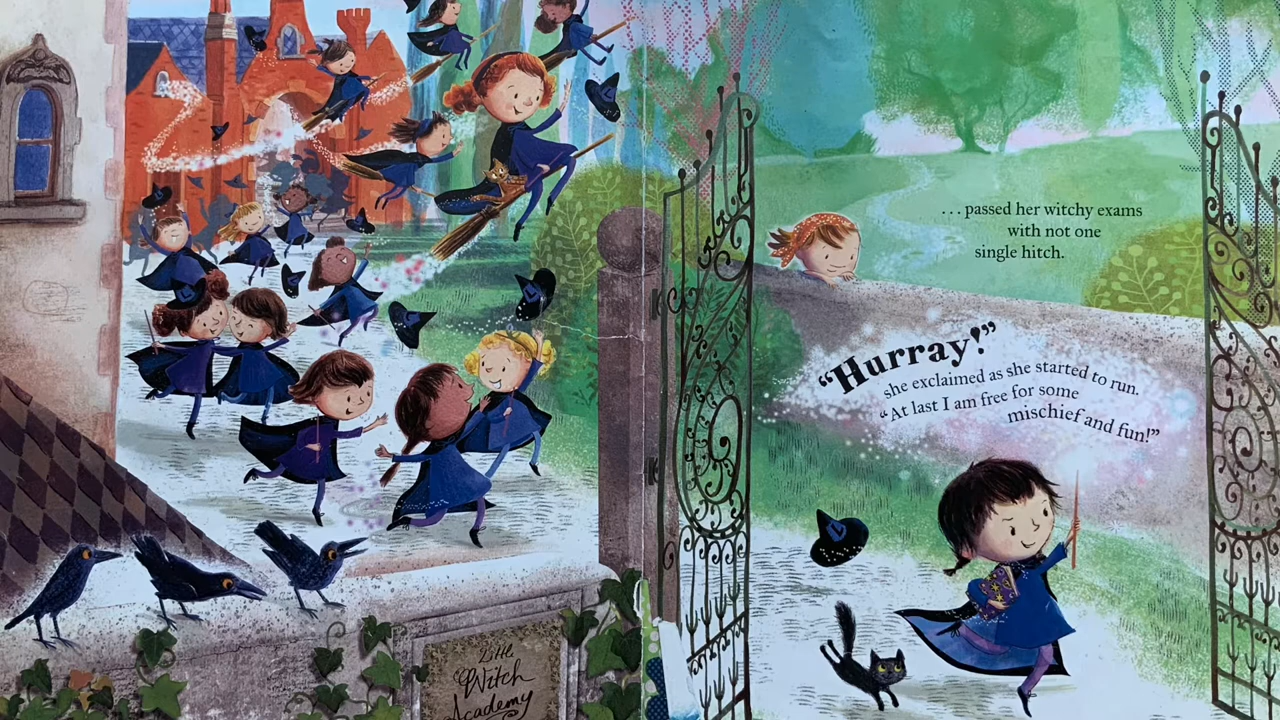 Little
Witch
Academy
...passed her witchy exams
with not one
single hitch.
“Hurray!”
she exclaimed as she started to run.
“At last I am free for some
mischief and fun!”